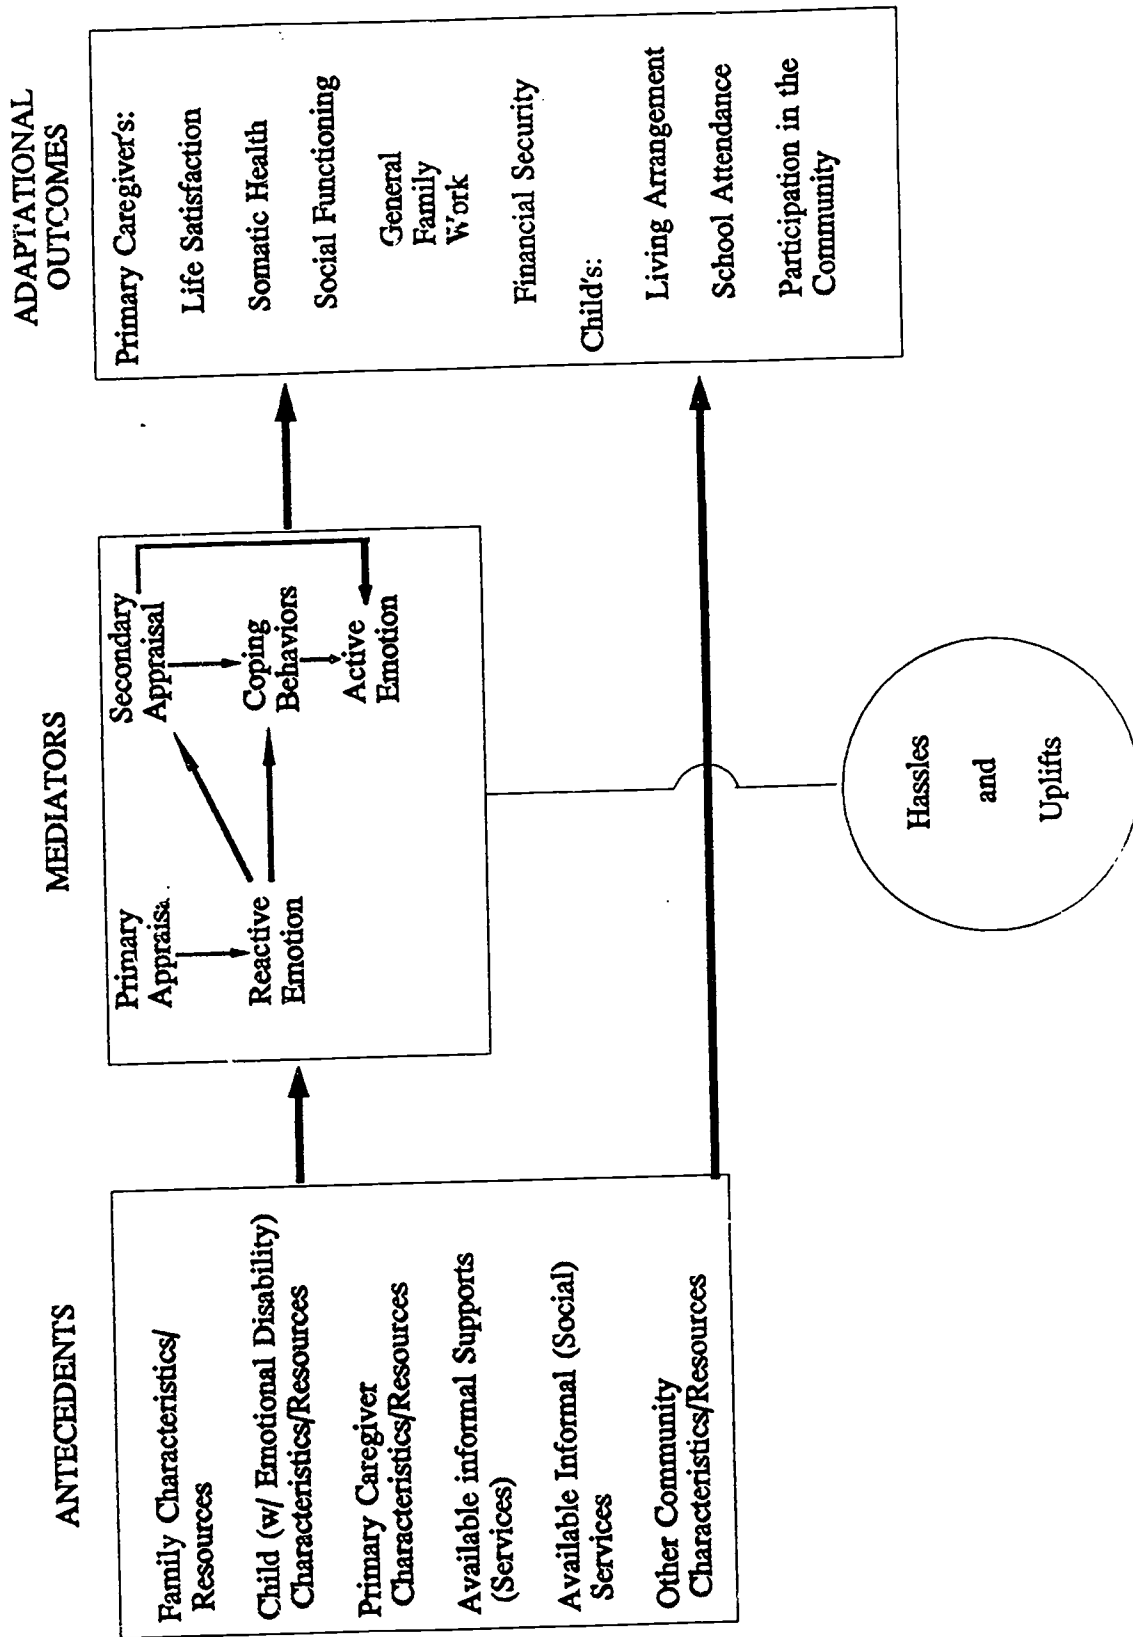 ANTECEDENTS
Family Characteristics/
Resources
Child (w/ Emotional Disability)
Characteristics/Resources
Primary Caregiver
Characteristics/Resources
Available informal Supports
(Services)
Available Informal (Social)
Services
Other Community
Characteristics/Resources
MEDIATORS
Primary
Appraisa
Reactive
Emotion
Secondary
Appraisal
Coping
Behaviors
Active
Emotion
Hassles
and
Uplifts
ADAPTATIONAL
OUTCOMES
Primary Caregiver's:
Life Satisfaction
Somatic Health
Social Functioning
General
Family
Work
Financial Security
Child's:
Living Arrangement
School Attendance
Participation in the
Community